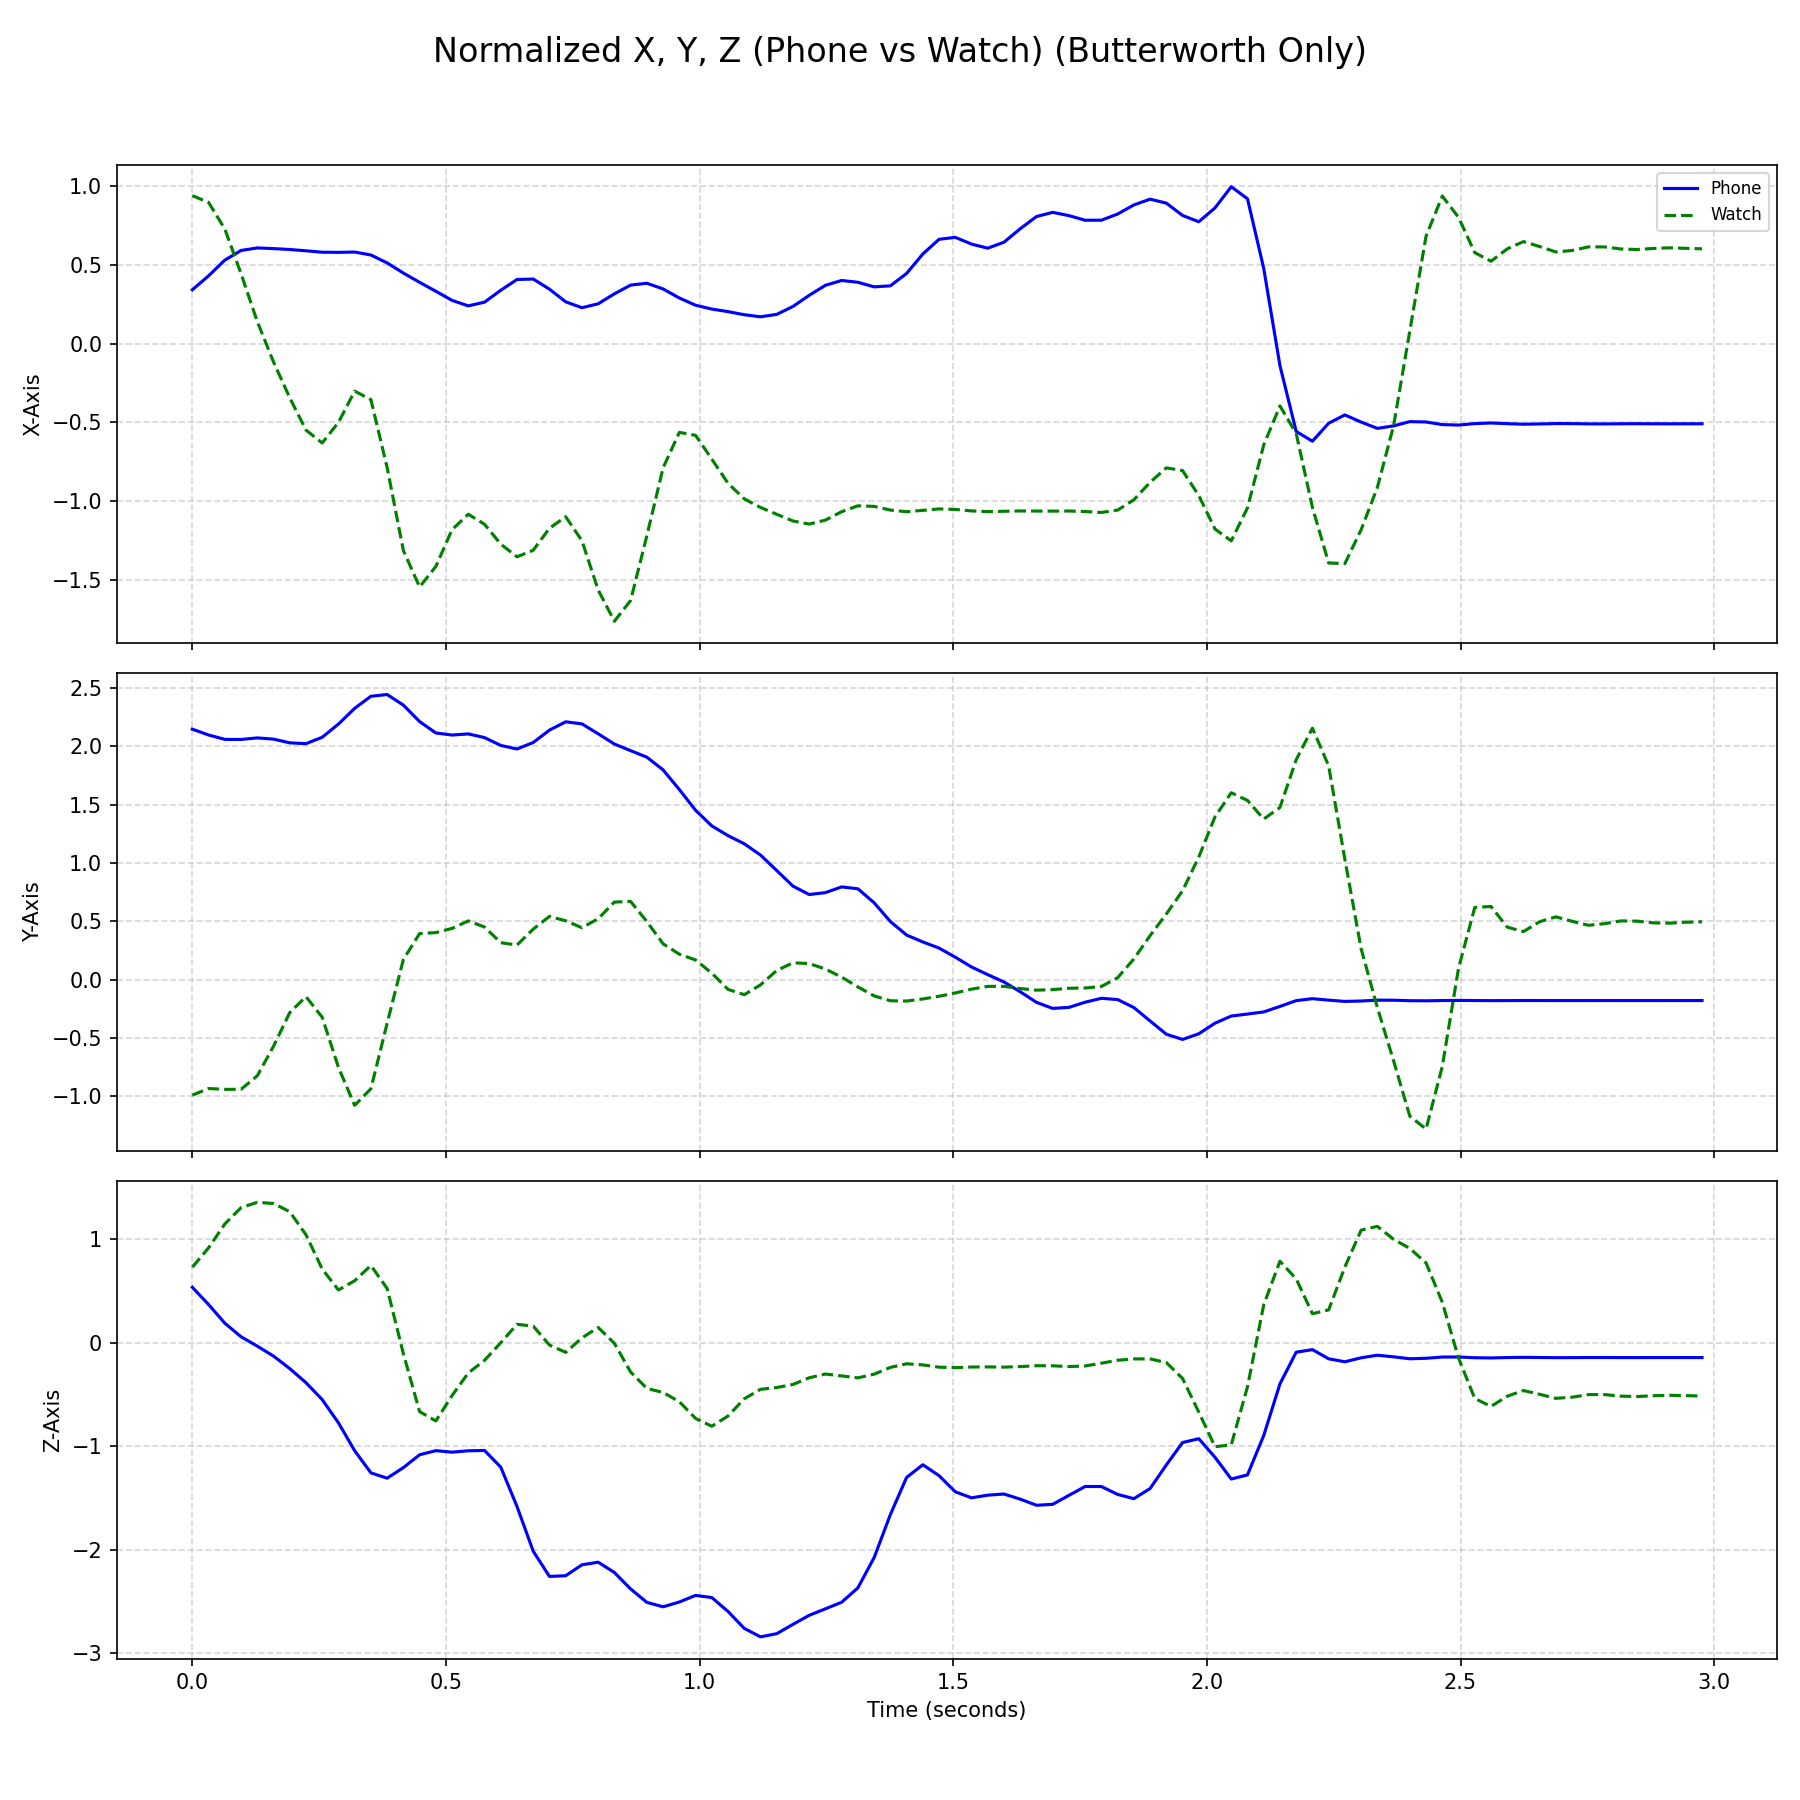 Normalized X, Y, Z (Phone vs Watch) (Butterworth Only)
Phone
Watch
X-Axis
1.0
0.5
0.0
−0.5
−1.0
−1.5
Y-Axis
2.5
2.0
1.5
1.0
0.5
0.0
−0.5
−1.0
Z-Axis
1
0
−1
−2
−3
0.0 0.5 1.0 1.5 2.0 2.5 3.0
Time (seconds)